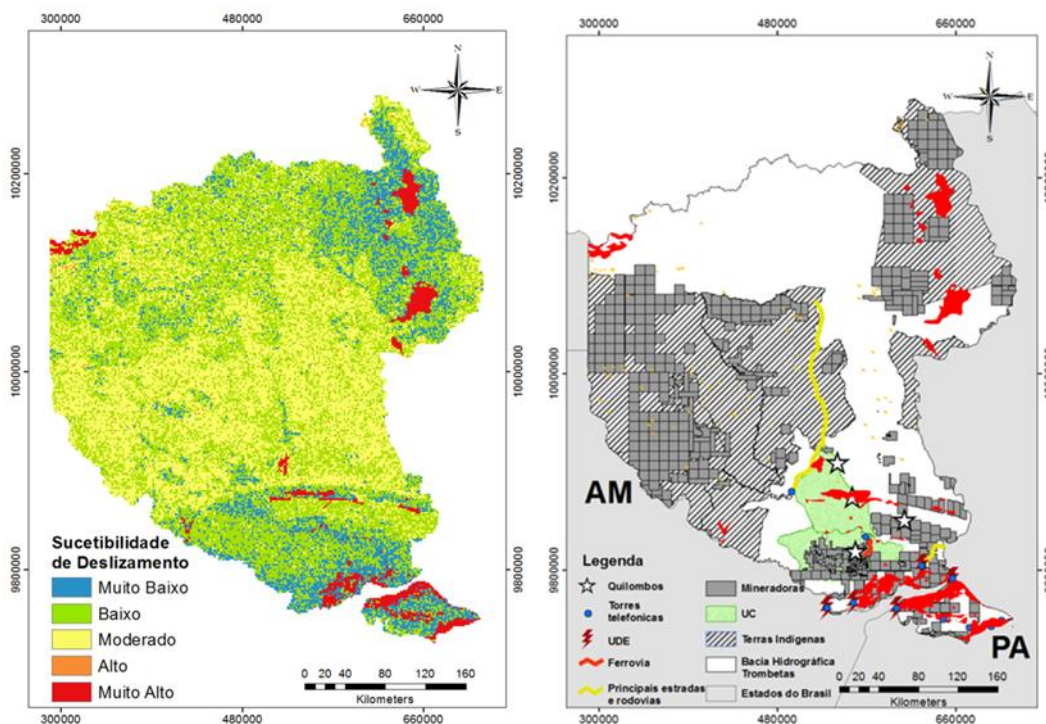 300000 480000 660000
300000 480000 660000
N
W E
S
N
W E
S
10200000
10200000
10200000
10000000
10000000
10000000
9800000
9800000
9800000
AM
PA
Sucetibilidade
de Deslizamento
Muito Baixo
Baixo
Moderado
Alto
Muito Alto
0 20 40 80 120 160
Kilometers
Legenda
Quilombos
Torres
telefonicas
UDE
Ferrovia
Principais estradas
e rodovias
Mineradoras
UC
Terras Indigenas
Bacia Hidrográfica
Trombetas
Estados do Brasil
0 20 40 80 120 160
Kilometers
300000 480000 660000
300000 480000 660000